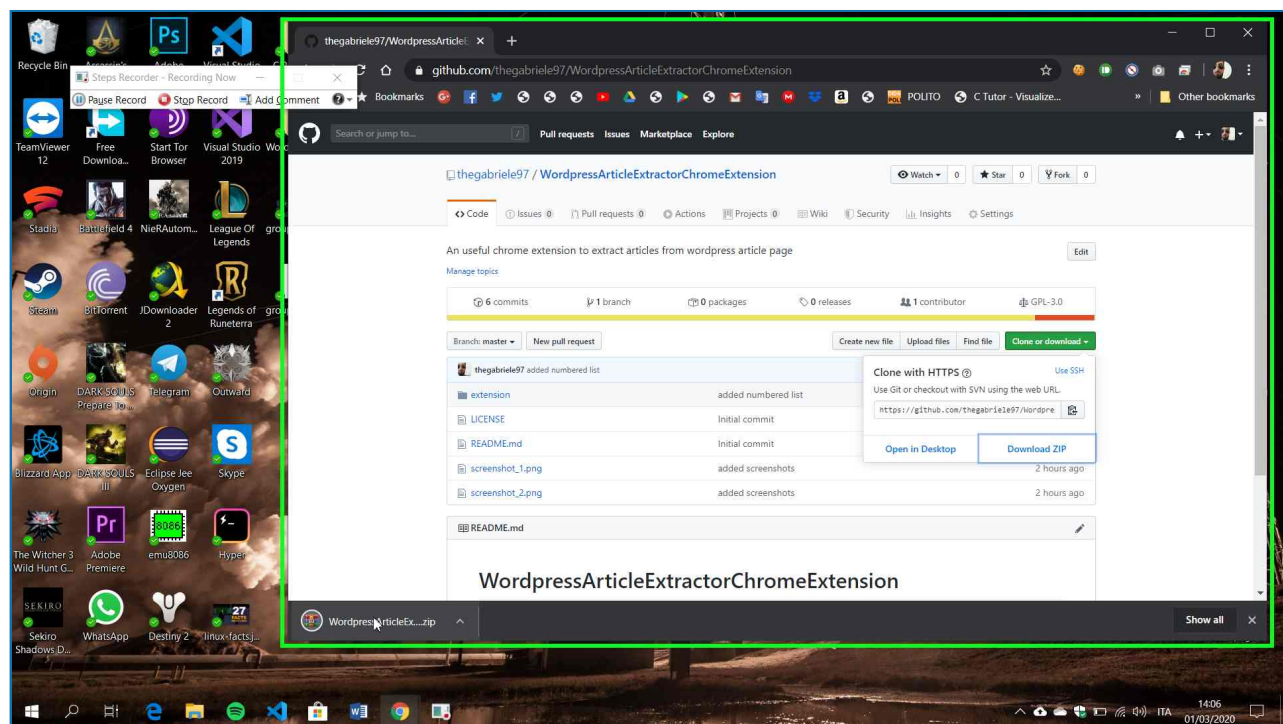 Recycle Bin
Steps Recorder - Recording Now
Pause Record Stop Record Add Comment
TeamViewer 12
Free Downloa...
Start Tor Browser
Visual Studio 2019
Stadia
Battlefield 4
NieRAutom...
League Of Legends
Steam
BitTorrent
JDownloader 2
Legends of Runeterra
Origin
DARK SOULS Prepare To ...
Telegram
Outward
Blizzard App
DARK SOULS III
Eclipse Jee Oxygen
Skype
The Witcher 3 Wild Hunt G...
Adobe Premiere
emu8086
Hyper
SEKIRO
27
Sekiro Shadows D...
WhatsApp
Destiny 2
linux-facts.j...
Ps
Pr
8086
thegabriele97/WordpressArticleE
github.com/thegabriele97/WordpressArticleExtractorChromeExtension
Bookmarks POLITO C Tutor - Visualize... » Other bookmarks
Search or jump to... / Pull requests Issues Marketplace Explore
thegabriele97 / WordpressArticleExtractorChromeExtension
Watch 0 Star 0 Fork 0
Code Issues 0 Pull requests 0 Actions Projects 0 Wiki Security Insights Settings
An useful chrome extension to extract articles from wordpress article page Edit
Manage topics
6 commits 1 branch 0 packages 0 releases 1 contributor GPL-3.0
Branch: master New pull request Create new file Upload files Find file Clone or download
thegabriele97 added numbered list
extension added numbered list
LICENSE Initial commit
README.md Initial commit
screenshot_1.png added screenshots 2 hours ago
screenshot_2.png added screenshots 2 hours ago
Clone with HTTPS Use SSH
Use Git or checkout with SVN using the web URL.
https://github.com/thegabriele97/Wordpre
Open in Desktop Download ZIP
README.md
WordpressArticleExtractorChromeExtension
WordpressArticleEx....zip Show all
ITA 14:06
01/03/2020